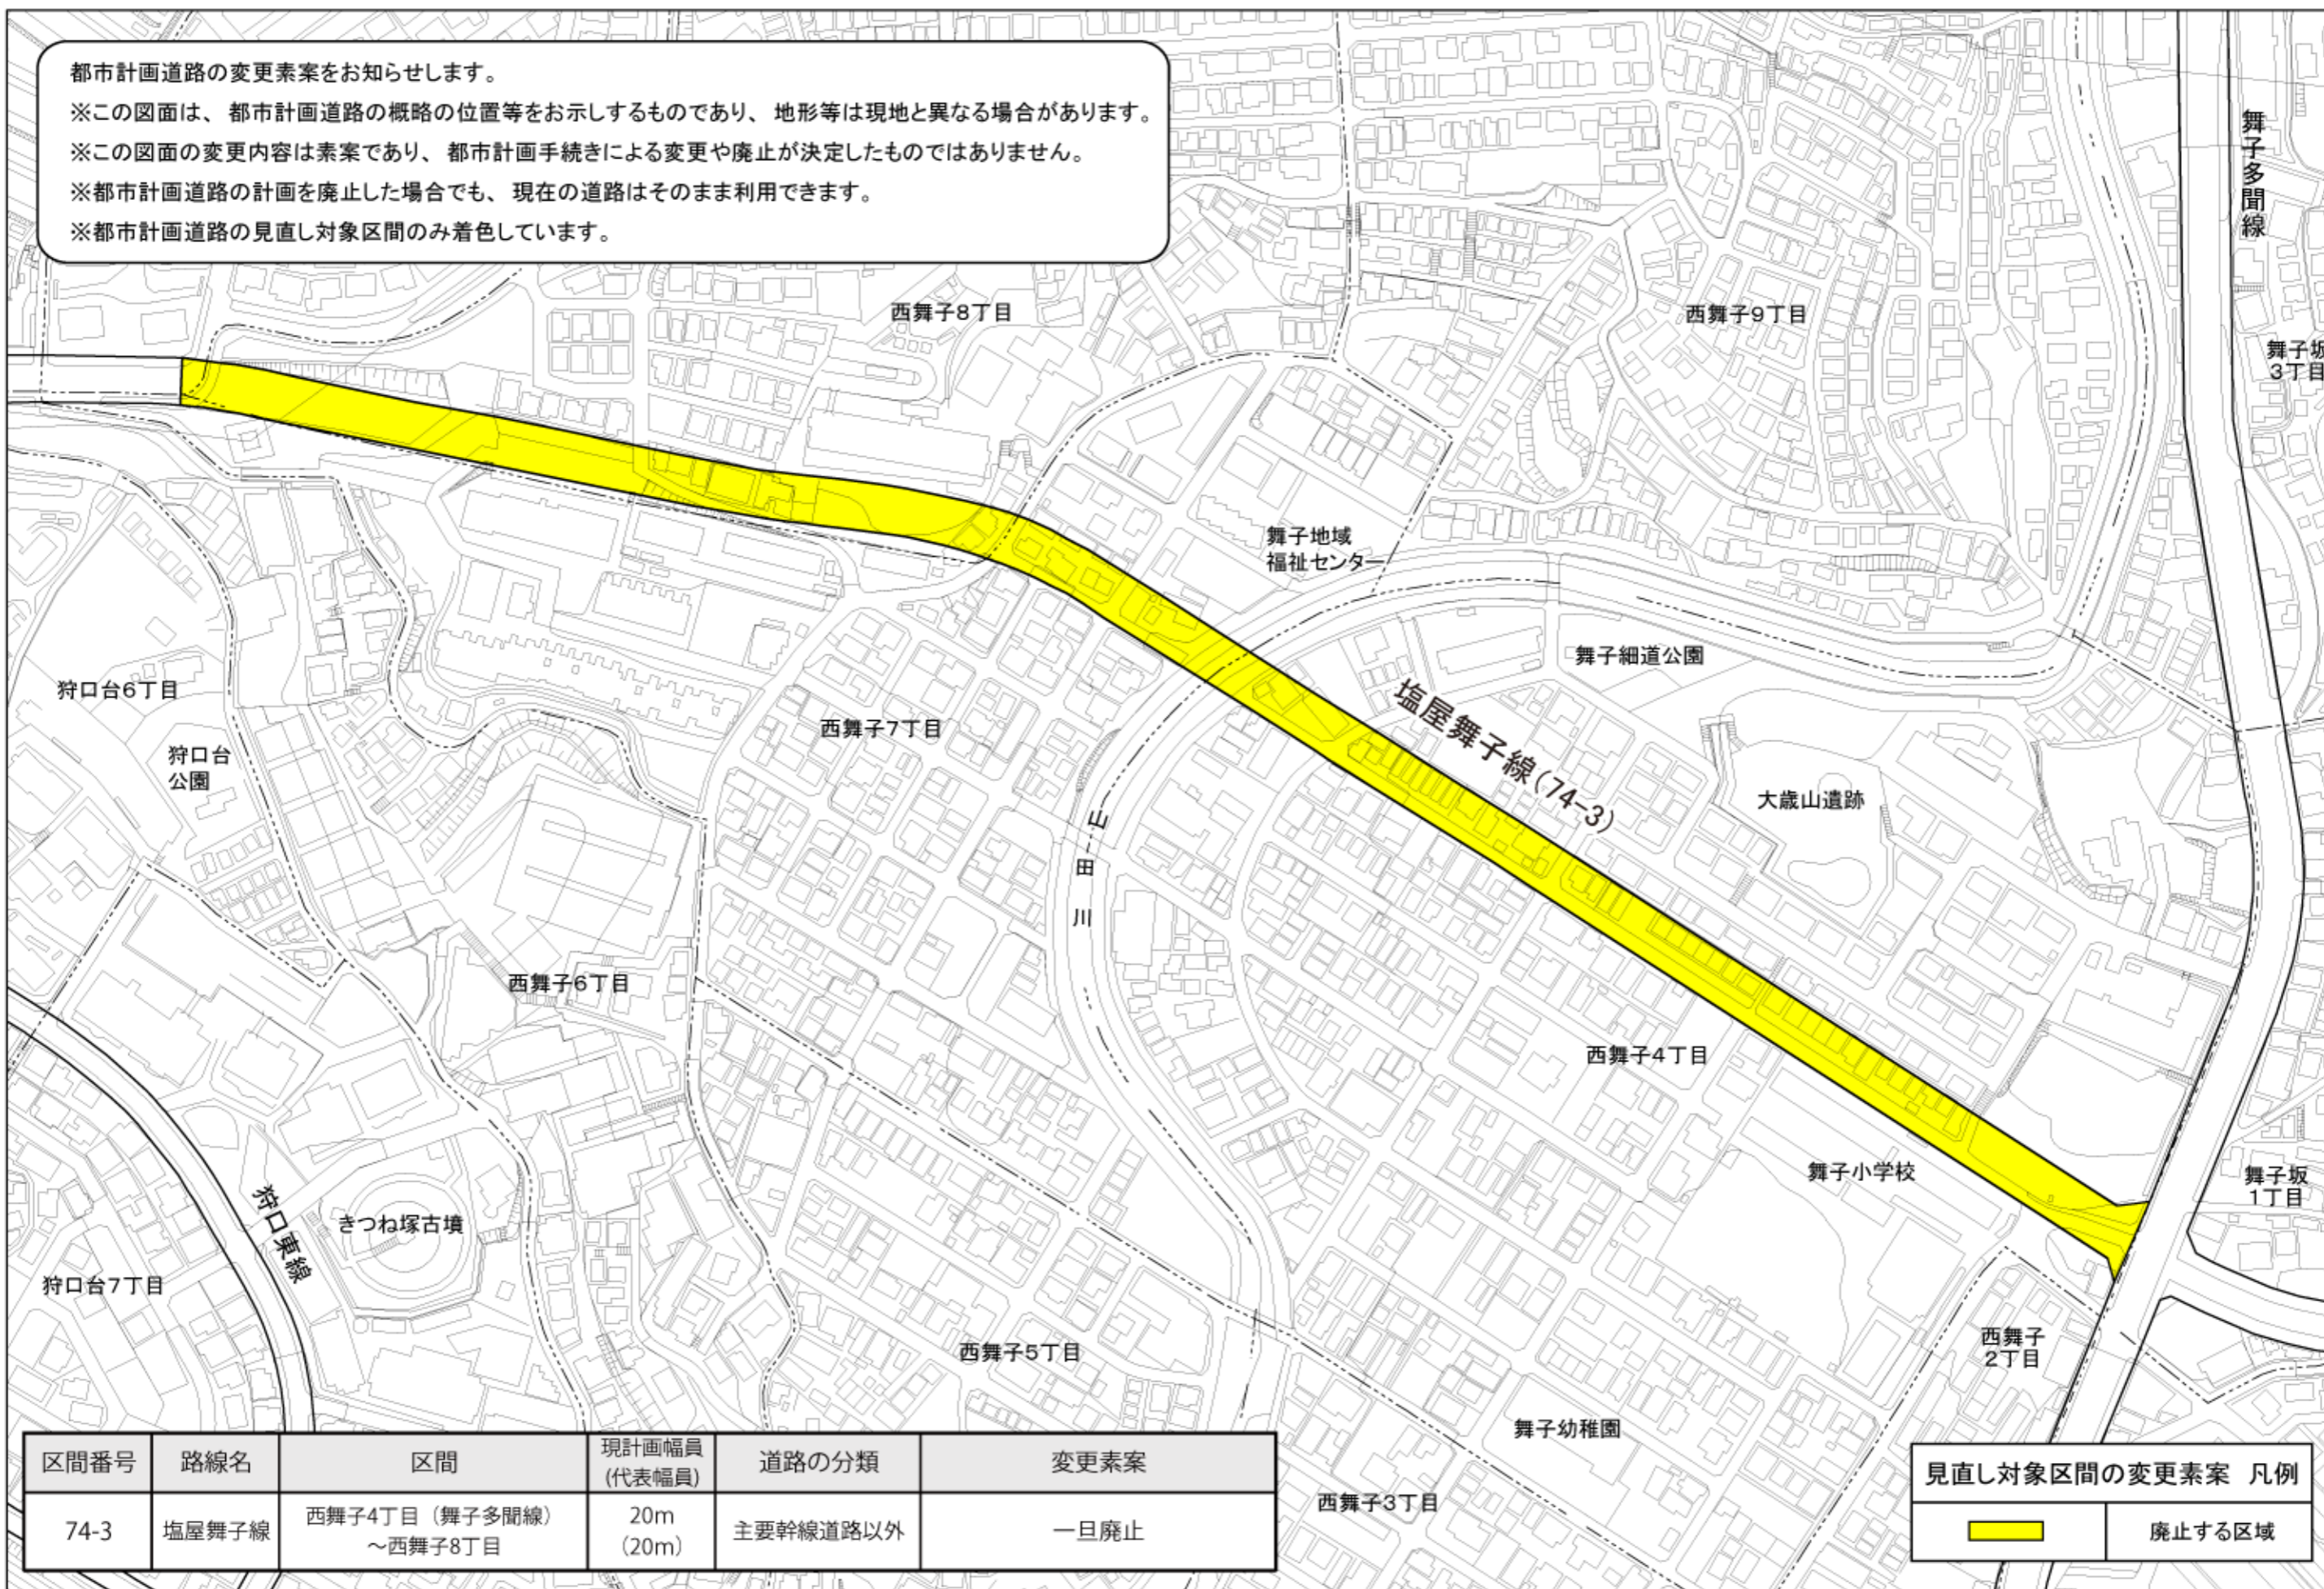 都市計画道路の変更素案をお知らせします。
※この図面は、都市計画道路の概略の位置等をお示しするものであり、地形等は現地と異なる場合があります。
※この図面の変更内容は素案であり、都市計画手続きによる変更や廃止が決定したものではありません。
※都市計画道路の計画を廃止した場合でも、現在の道路はそのまま利用できます。
※都市計画道路の見直し対象区間のみ着色しています。
舞子多聞線
西舞子8丁目
西舞子9丁目
舞子坂
3丁目
舞子地域
福祉センター
舞子細道公園
狩口台6丁目
塩屋舞子線(74-3)
西舞子7丁目
狩口台
公園
大歳山遺跡
山田川
西舞子6丁目
西舞子4丁目
舞子小学校
舞子坂
1丁目
狩口東線
きつね塚古墳
狩口台7丁目
西舞子5丁目
西舞子
2丁目
舞子幼稚園
西舞子3丁目
区間番号 路線名 区間 現計画幅員 道路の分類 変更素案
(代表幅員)
74-3 塩屋舞子線 西舞子4丁目(舞子多聞線) 20m 主要幹線道路以外 一旦廃止
～西舞子8丁目 (20m)
見直し対象区間の変更素案 凡例
廃止する区域